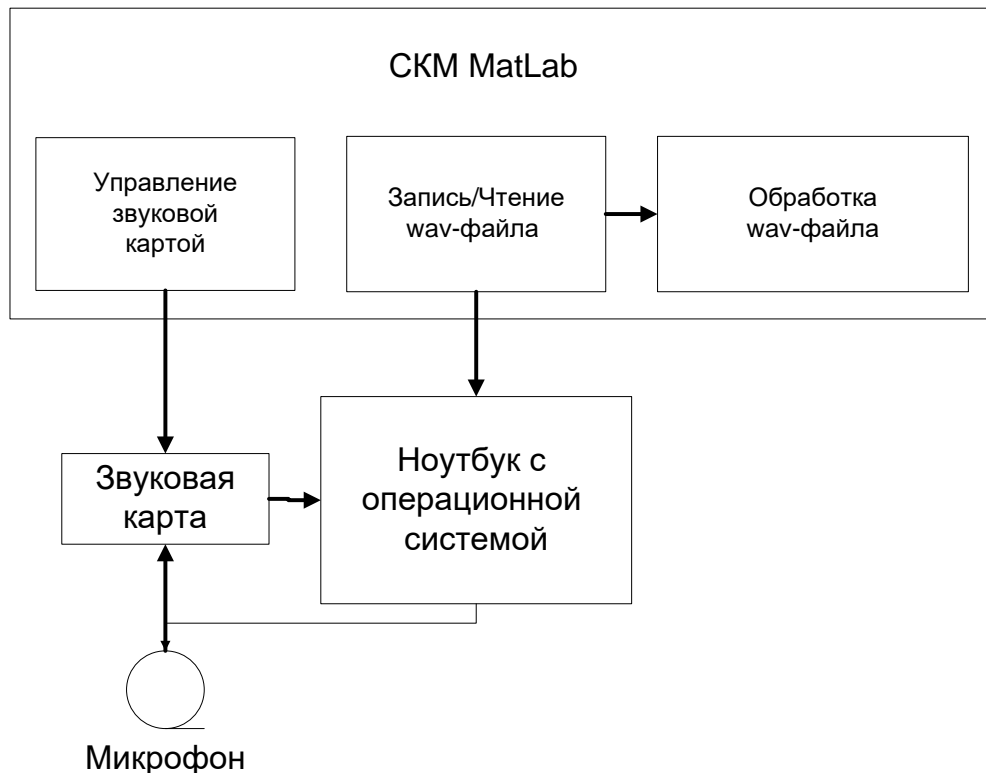 СКМ MatLab
Управление
звуковой
картой
Запись/Чтение
wav-файла
Обработка
wav-файла
Звуковая
карта
Ноутбук с
операционной
системой
Микрофон